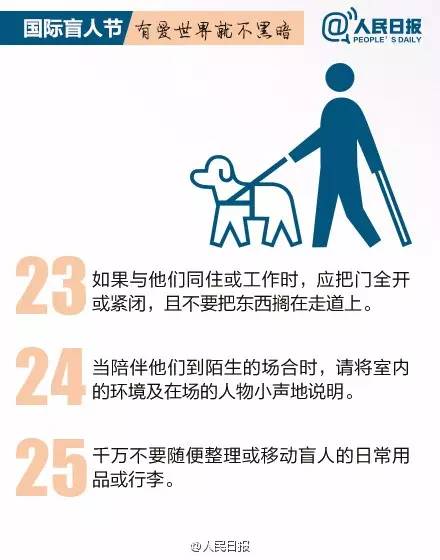 国际盲人节 有爱世界就不黑暗 @人民日报
PEOPLE'S DAILY
23 如果与他们同住或工作时，应把门全开
或紧闭，且不要把东西搁在走道上。
24 当陪伴他们到陌生的场合时，请将室内
的环境及在场的人物小声地说明。
25 千万不要随便整理或移动盲人的日常用
品或行李。
@人民日报